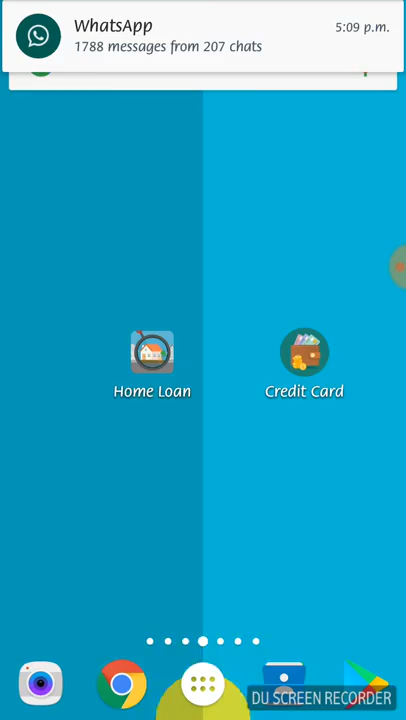 WhatsApp
5:09 p.m.
1788 messages from 207 chats
Home Loan
Credit Card
DU SCREEN RECORDER